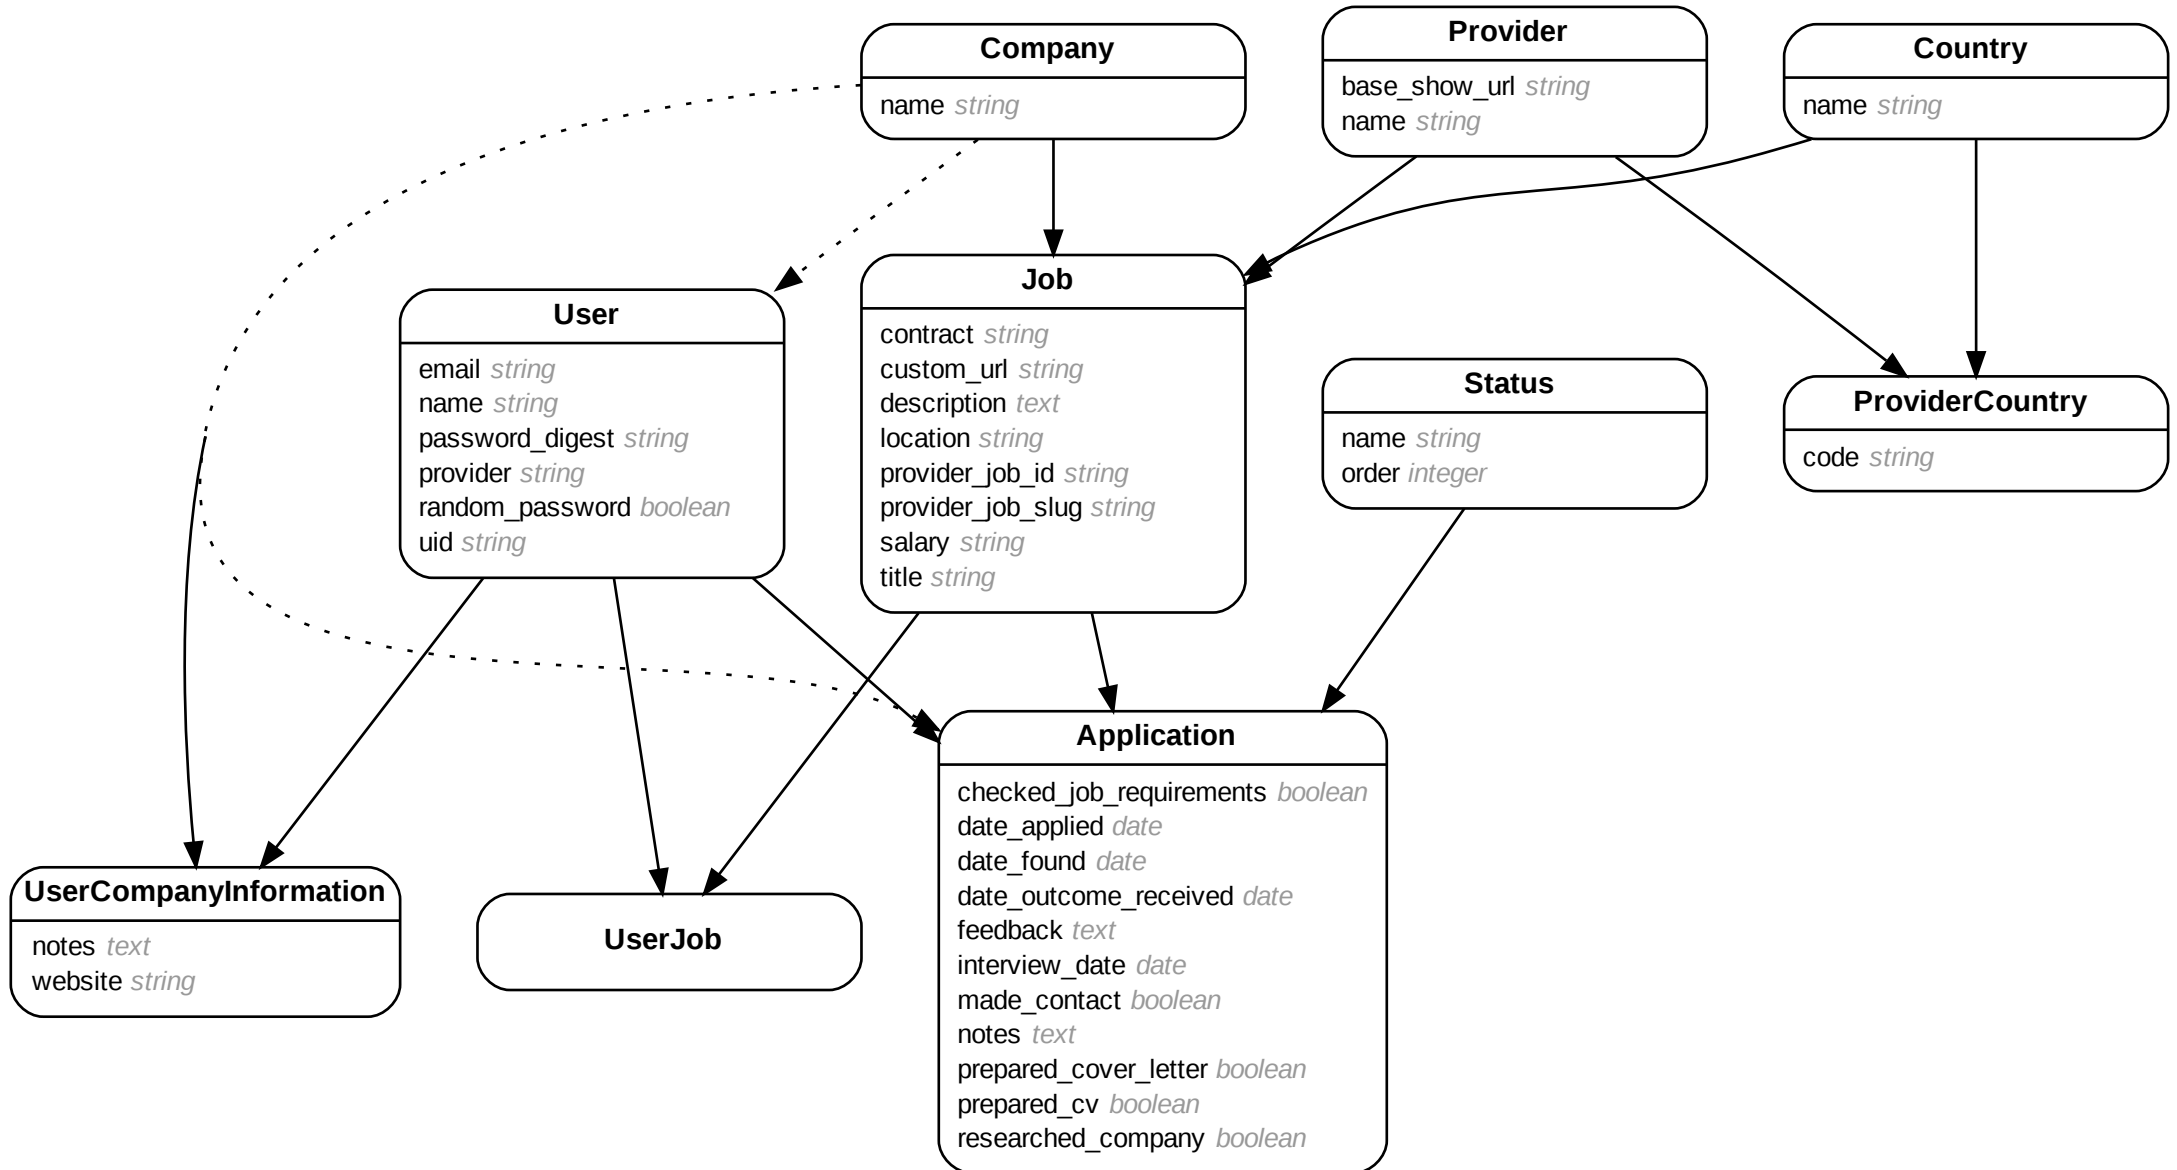 Company
name string
Provider
base_show_url string
name string
Country
name string
User
email string
name string
password_digest string
provider string
random_password boolean
uid string
Job
contract string
custom_url string
description text
location string
provider_job_id string
provider_job_slug string
salary string
title string
Status
name string
order integer
ProviderCountry
code string
UserCompanyInformation
notes text
website string
UserJob
Application
checked_job_requirements boolean
date_applied date
date_found date
date_outcome_received date
feedback text
interview_date date
made_contact boolean
notes text
prepared_cover_letter boolean
prepared_cv boolean
researched_company boolean